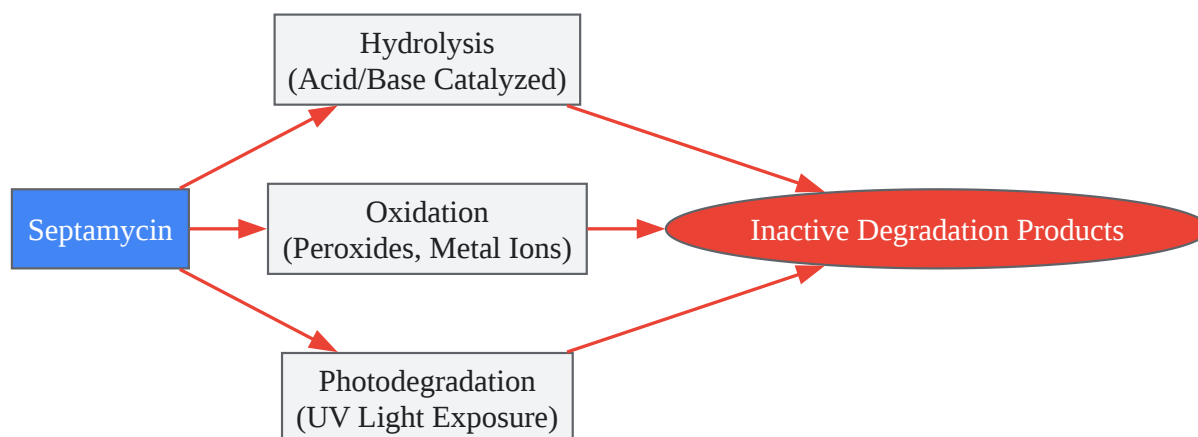 Hydrolysis
(Acid/Base Catalyzed)
Septamycin
Oxidation
(Peroxides, Metal Ions)
Inactive Degradation Products
Photodegradation
(UV Light Exposure)